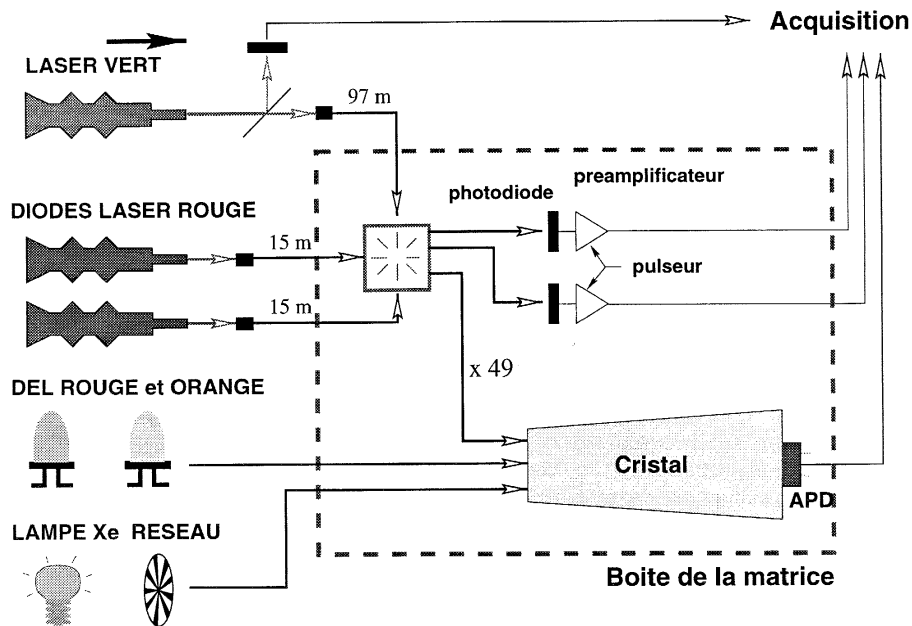 Acquisition
LASER VERT
97 m
photodiode
preamplificateur
DIODES LASER ROUGE
15 m
pulseur
15 m
x 49
DEL ROUGE et ORANGE
Cristal
APD
LAMPE Xe RESEAU
Boite de la matrice